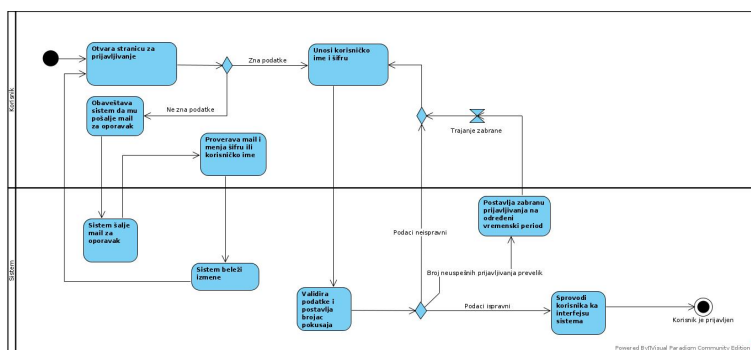 Korisnik
Otvara stranicu za
prijavljivanje
Zna podatke
Unosi korisničko
ime i šifru
Ne zna podatke
Obaveštava
sistem da mu
pošalje mail
za oporavak
Proverava mail i
menja šifru ili
korisničko ime
Trajanje zabrane
Sistem
Sistem šalje
mail za
oporavak
Postavlja zabranu
prijavljivanja na
određeni
vremenski period
Podaci neispravni
Sistem beleži
izmene
Broj neuspešnih prijavljivanja prevelik
Validira
podatke i
postavlja
brojac
pokusaja
Podaci ispravni
Sprovodi
korisnika ka
interfejsu
sistema
Korisnik je prijavljen
Powered By Visual Paradigm Community Edition